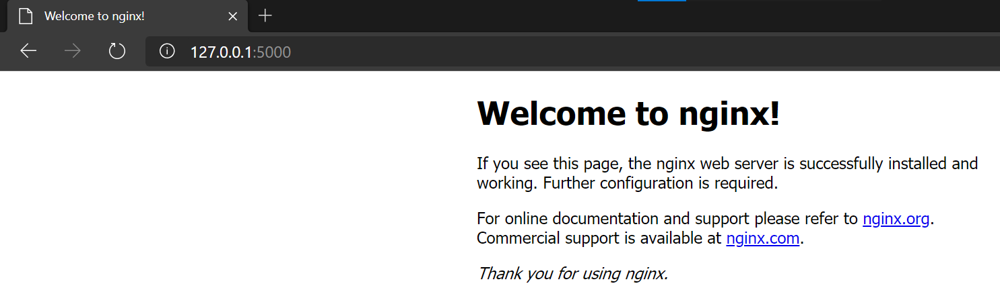 Welcome to nginx!
127.0.0.1:5000
Welcome to nginx!
If you see this page, the nginx web server is successfully installed and
working. Further configuration is required.
For online documentation and support please refer to nginx.org.
Commercial support is available at nginx.com.
Thank you for using nginx.